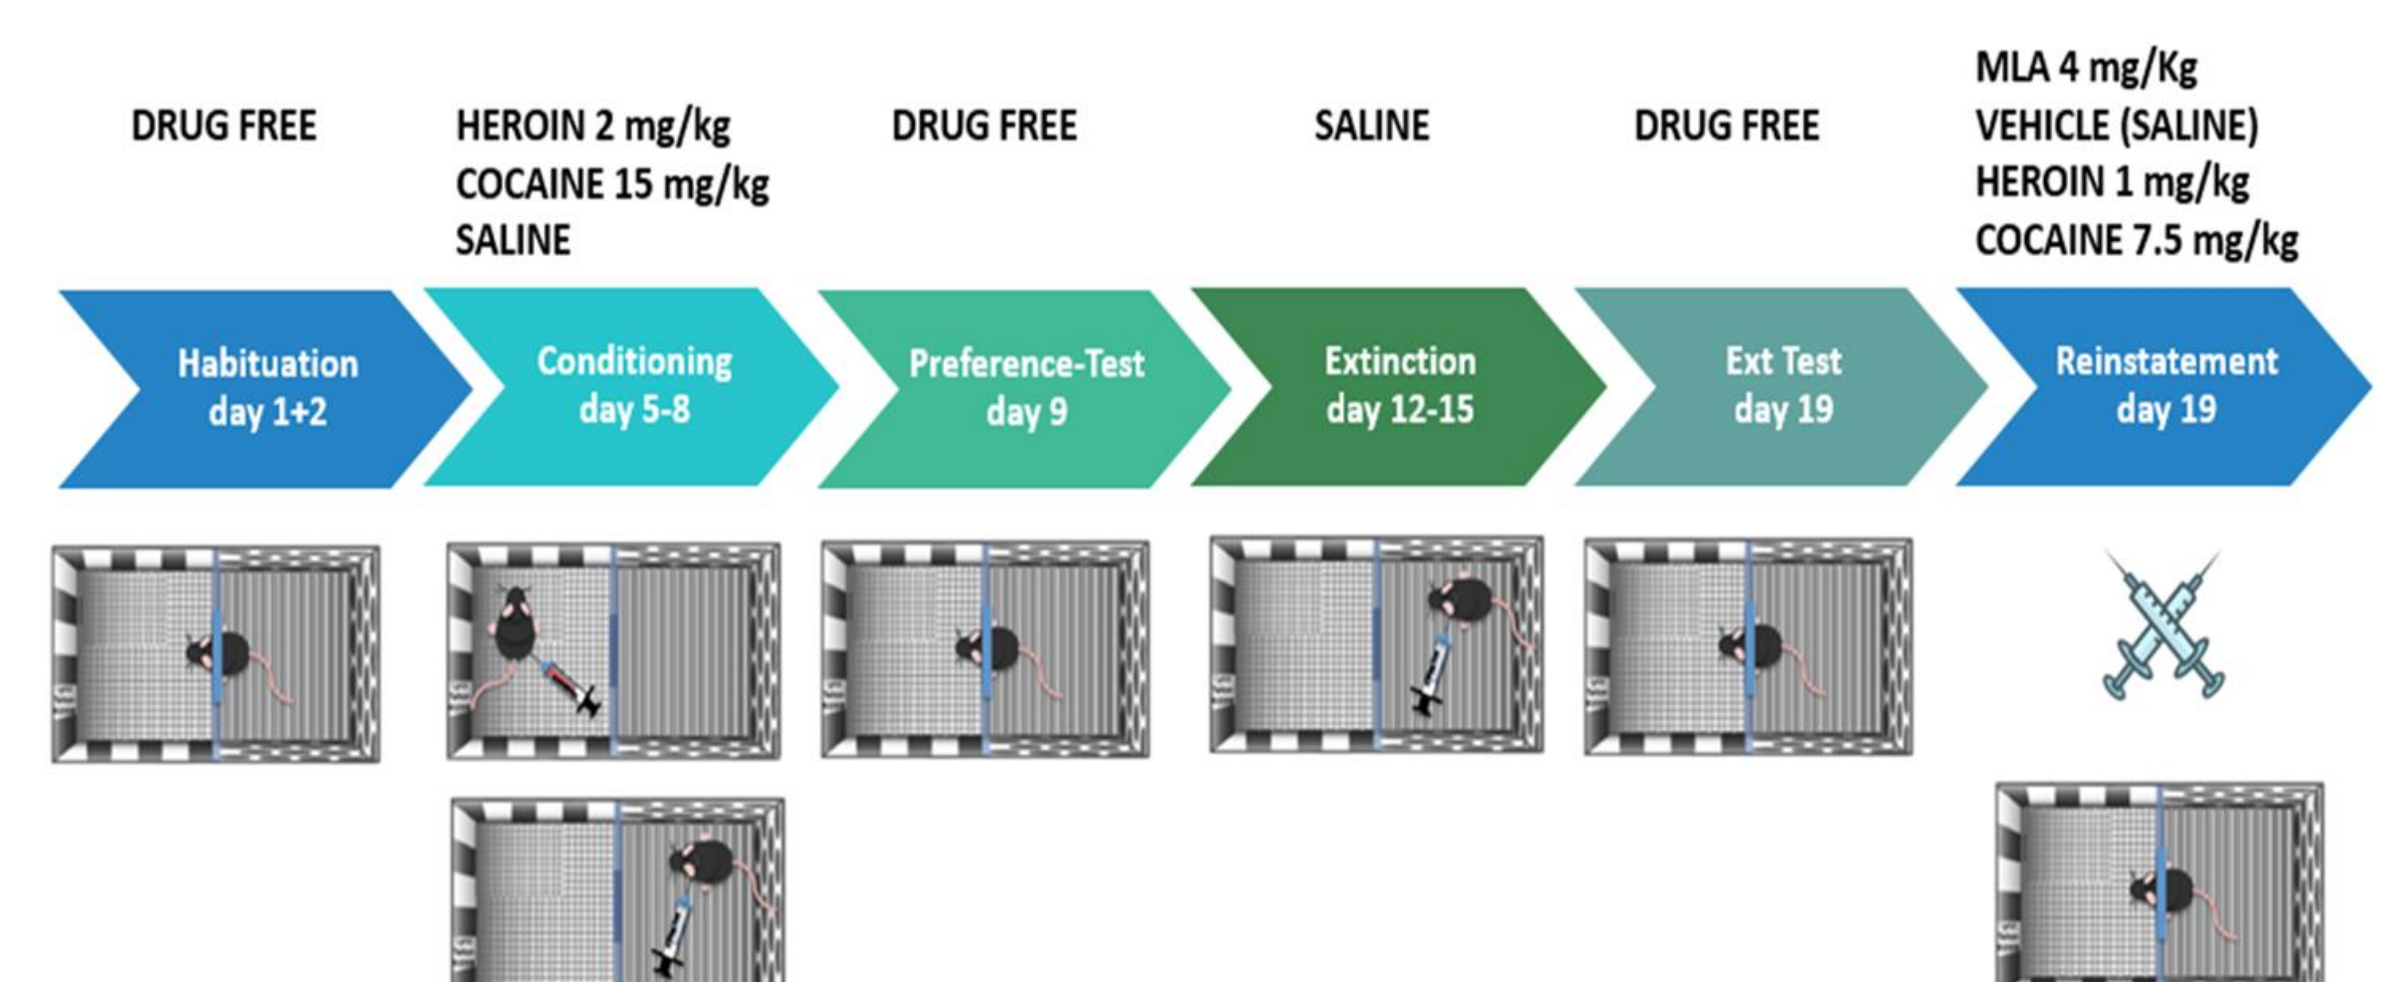 DRUG FREE
HEROIN 2 mg/kg
COCAINE 15 mg/kg
SALINE
DRUG FREE
SALINE
DRUG FREE
MLA 4 mg/Kg
VEHICLE (SALINE)
HEROIN 1 mg/kg
COCAINE 7.5 mg/kg
Habituation
day 1+2
Conditioning
day 5-8
Preference-Test
day 9
Extinction
day 12-15
Ext Test
day 19
Reinstatement
day 19